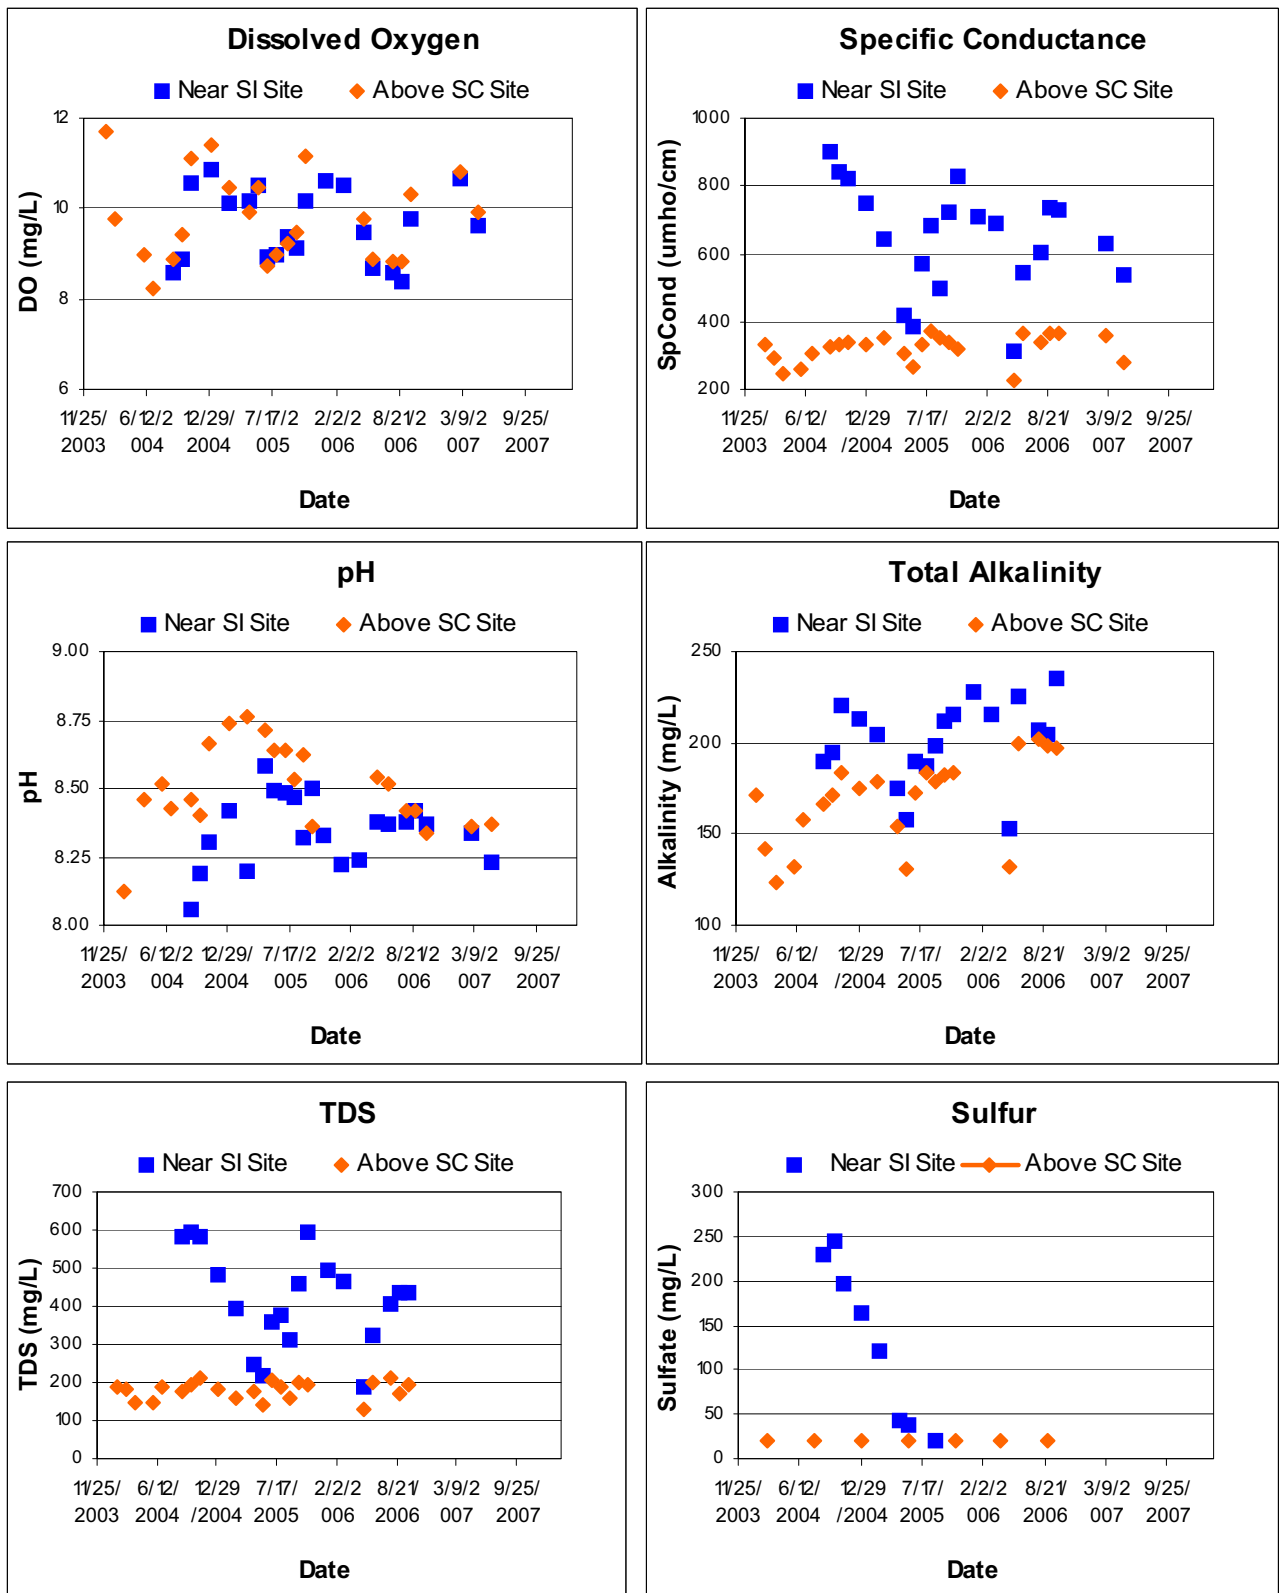 Dissolved Oxygen
Near SI Site Above SC Site
12
10
8
6
DO (mg/L)
11/25/ 6/12/2 12/29/ 7/17/2 2/2/2 8/21/2 3/9/2 9/25/
2003 004 2004 005 006 006 007 2007
Date
Specific Conductance
Near SI Site Above SC Site
1000
800
600
400
200
SpCond (umho/cm)
11/25/ 6/12/ 12/29 7/17/ 2/2/2 8/21/ 3/9/2 9/25/
2003 2004 /2004 2005 006 2006 007 2007
Date
pH
Near SI Site Above SC Site
9.00
8.75
8.50
8.25
8.00
pH
11/25/ 6/12/2 12/29/ 7/17/2 2/2/2 8/21/2 3/9/2 9/25/
2003 004 2004 005 006 006 007 2007
Date
Total Alkalinity
Near SI Site Above SC Site
250
200
150
100
Alkalinity (mg/L)
11/25/ 6/12/ 12/29 7/17/ 2/2/2 8/21/ 3/9/2 9/25/
2003 2004 /2004 2005 006 2006 007 2007
Date
TDS
Near SI Site Above SC Site
700
600
500
400
300
200
100
0
TDS (mg/L)
11/25/ 6/12/ 12/29 7/17/ 2/2/2 8/21/ 3/9/2 9/25/
2003 2004 /2004 2005 006 2006 007 2007
Date
Sulfur
Near SI Site Above SC Site
300
250
200
150
100
50
0
Sulfate (mg/L)
11/25/ 6/12/ 12/29 7/17/ 2/2/2 8/21/ 3/9/2 9/25/
2003 2004 /2004 2005 006 2006 007 2007
Date